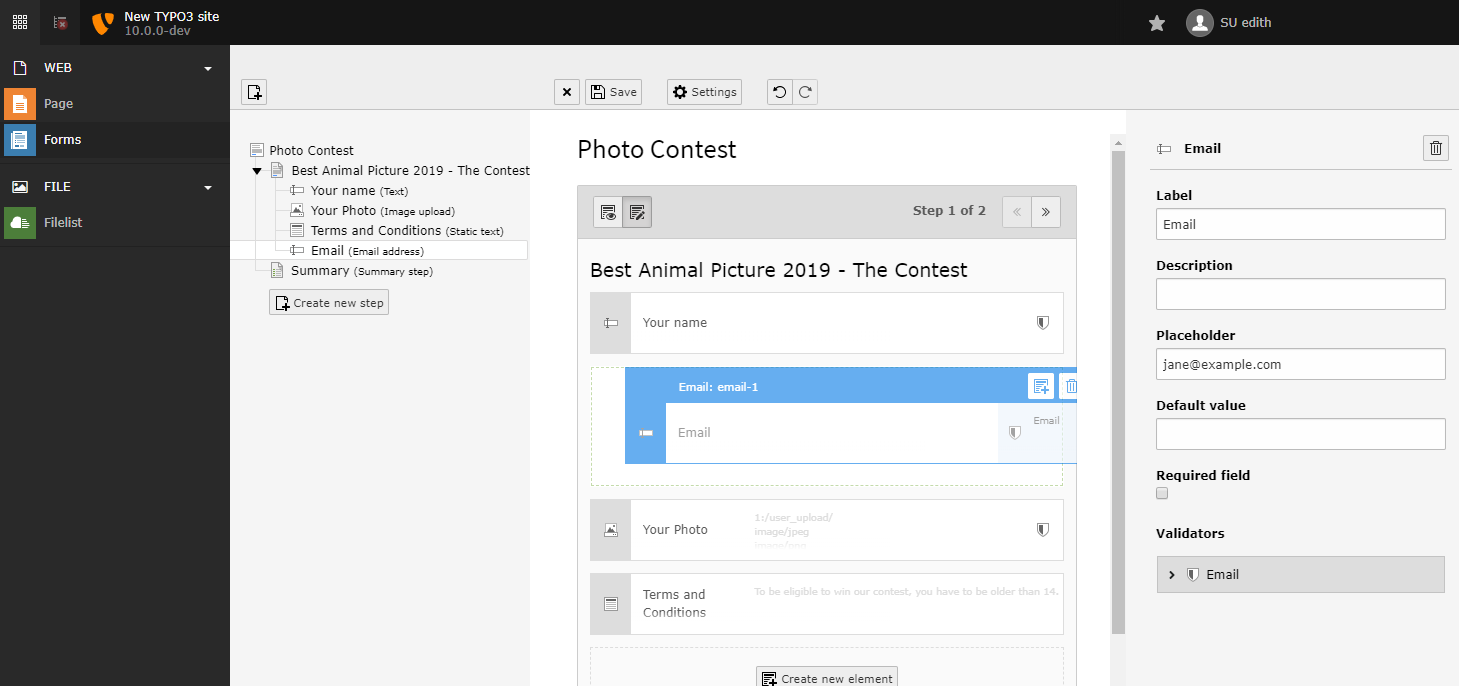 New TYPO3 site
10.0.0-dev
SU edith
WEB
Page
Forms
FILE
Filelist
Save
Settings
Photo Contest
Best Animal Picture 2019 - The Contest
Your name (Text)
Your Photo (Image upload)
Terms and Conditions (Static text)
Email (Email address)
Summary (Summary step)
Create new step
Photo Contest
Step 1 of 2
Best Animal Picture 2019 - The Contest
Your name
Email: email-1
Email
Email
Your Photo
1:/user_upload/
image/jpeg
image/png
Terms and
Conditions
To be eligible to win our contest, you have to be older than 14.
Create new element
Email
Label
Email
Description
Placeholder
jane@example.com
Default value
Required field
Validators
Email